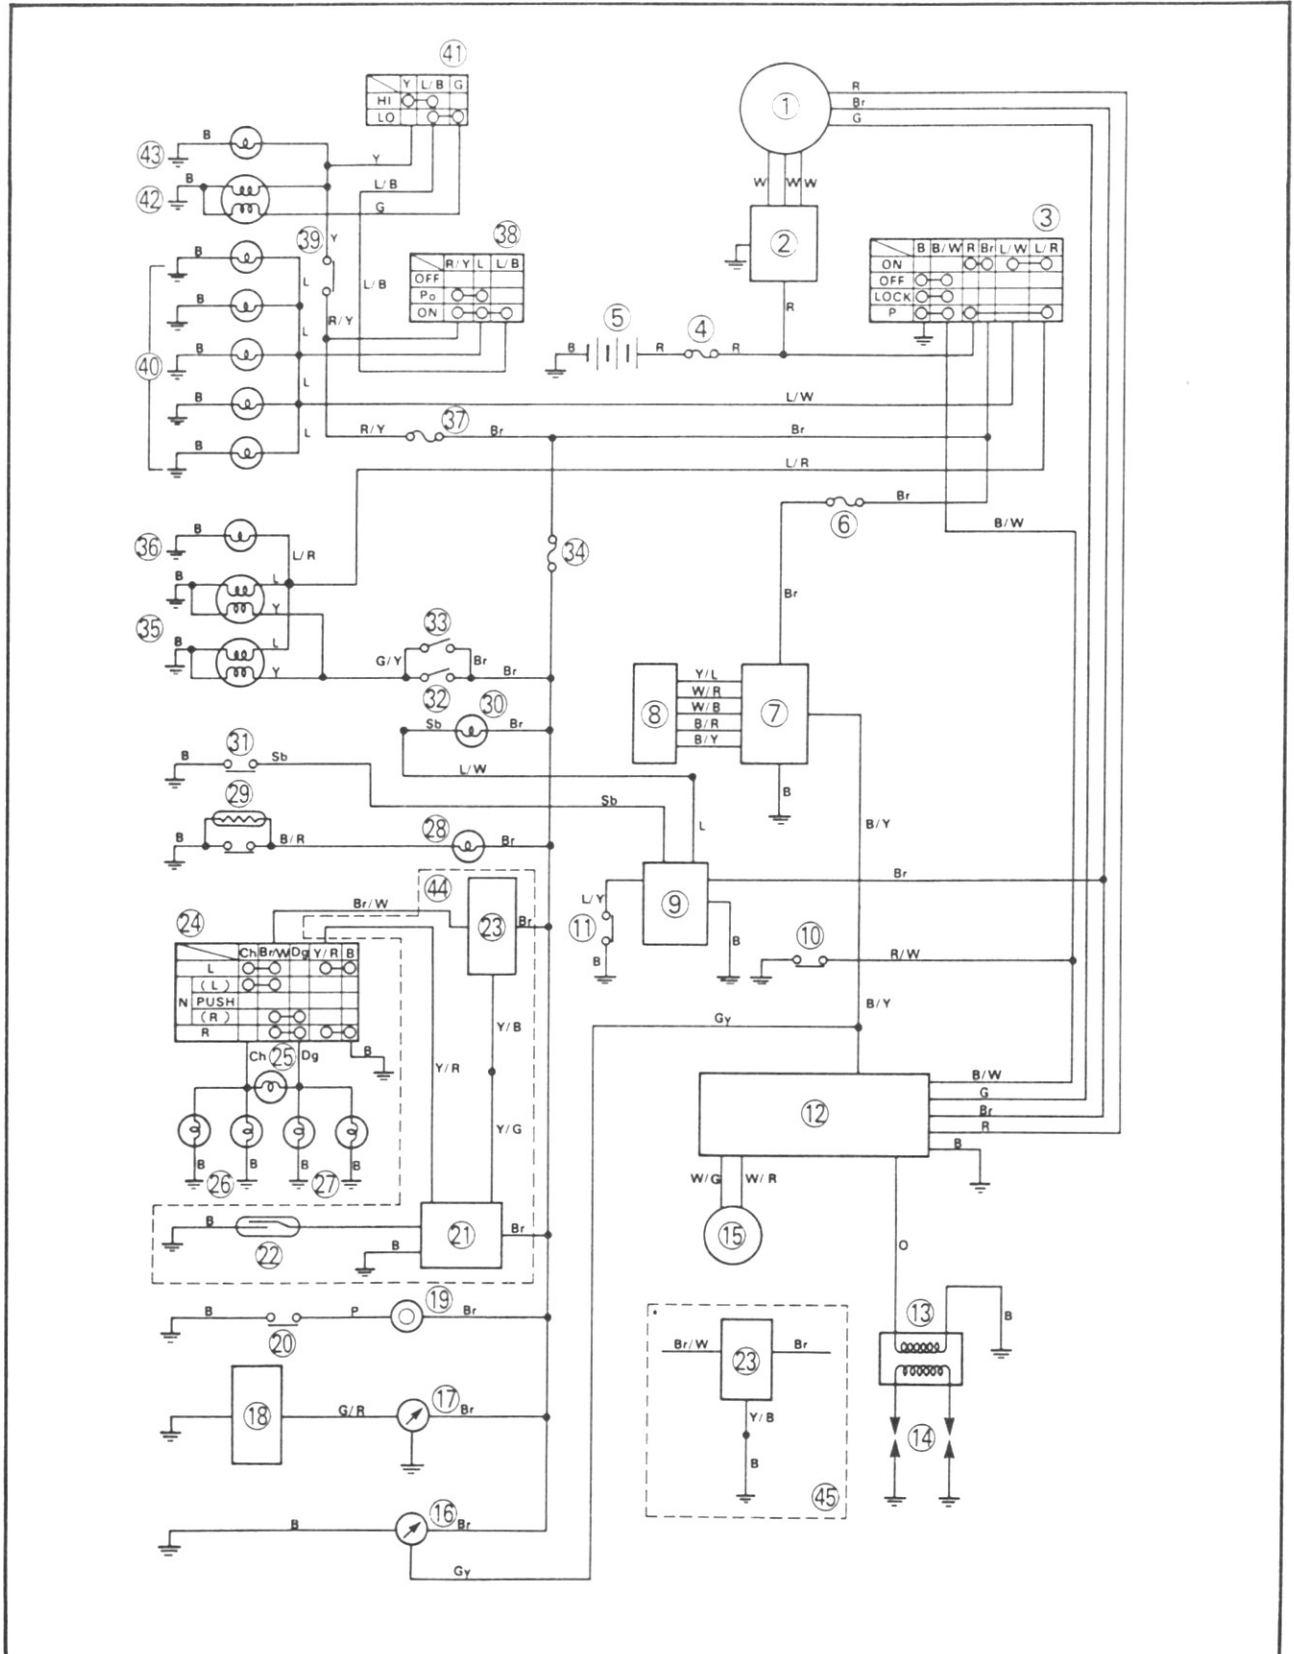 41
Y L/B G
HI
LO
1
R
Br
G
B
43
Y
W W W
B
42
L/B
G
2
3
39
38
B
Y
L
L/B
R/Y L L/B
OFF
Po
ON
B B/W R Br L/W L/R
ON
OFF
LOCK
P
B
L
R/Y
R
5
4
40
B
B
R
R
L
B
L/W
37
L
B
R/Y
Br
Br
L/R
6
Br
B/W
36
B
L/R
34
B
L
Y
Br
35
33
B
L
Y
G/Y
Br
Br
32
8
Y/L
W/R
W/B
B/R
B/Y
7
30
Sb
Br
31
B
Sb
L/W
B
29
Sb
B
B/R
28
Br
L
B/Y
44
Br/W
23
Br
L/Y
9
Br
11
B
B
10
R/W
24
Ch Br/W Dg Y/R B
L
(L)
N PUSH
(R)
R
Y/B
B/Y
Gy
Ch
25
Dg
B
Y/R
B/W
G
Br
R
B
12
Y/G
B
B
B
B
26
27
W/G
W/R
B
22
B
21
Br
15
O
B
20
P
19
Br
13
B
Br/W
23
Br
18
G/R
17
Br
Y/B
B
14
45
16
B
Br
Gy